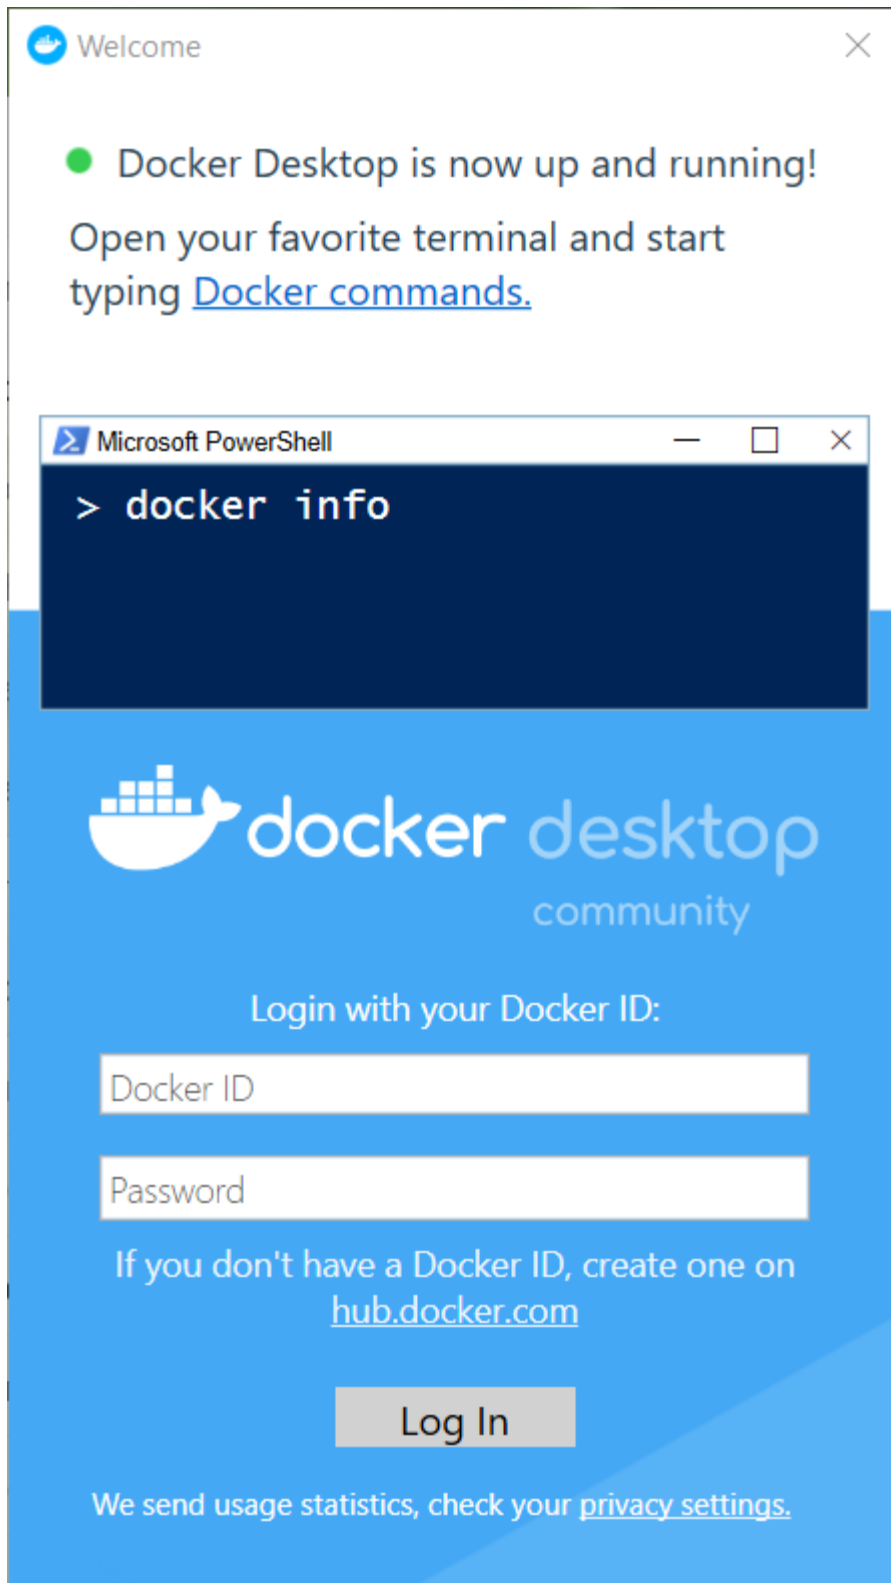 Welcome
Docker Desktop is now up and running!
Open your favorite terminal and start
typing Docker commands.
Microsoft PowerShell
> docker info
docker desktop
community
Login with your Docker ID:
Docker ID
Password
If you don't have a Docker ID, create one on
hub.docker.com
Log In
We send usage statistics, check your privacy settings.